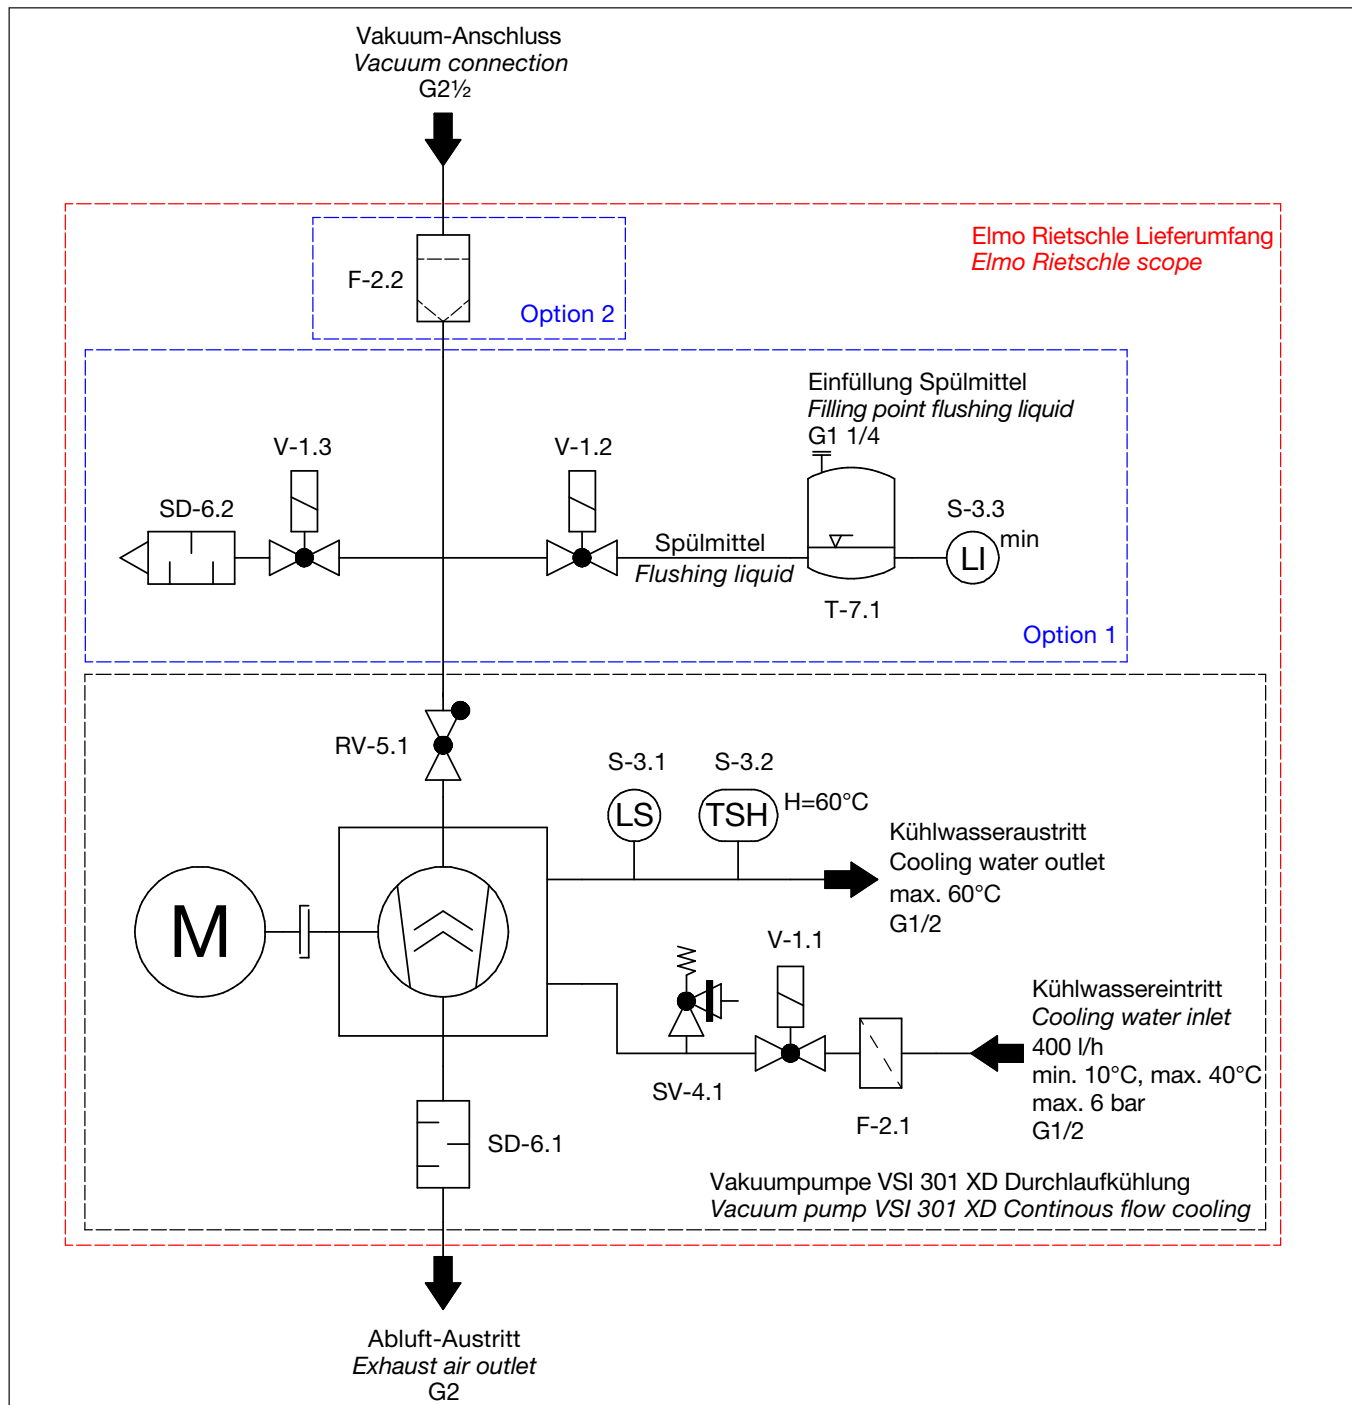 Vakuum-Anschluss
Vacuum connection
G2½
Elmo Rietschle Lieferumfang
Elmo Rietschle scope
F-2.2
Option 2
Einfüllung Spülmittel
Filling point flushing liquid
G1 1/4
V-1.3
V-1.2
SD-6.2
S-3.3
min
LI
Spülmittel
Flushing liquid
T-7.1
Option 1
RV-5.1
S-3.1
S-3.2
LS
TSH
H=60°C
Kühlwasseraustritt
Cooling water outlet
max. 60°C
G1/2
M
V-1.1
Kühlwassereintritt
Cooling water inlet
400 l/h
min. 10°C, max. 40°C
max. 6 bar
G1/2
SV-4.1
F-2.1
SD-6.1
Vakuumpumpe VSI 301 XD Durchlaufkühlung
Vacuum pump VSI 301 XD Continous flow cooling
Abluft-Austritt
Exhaust air outlet
G2